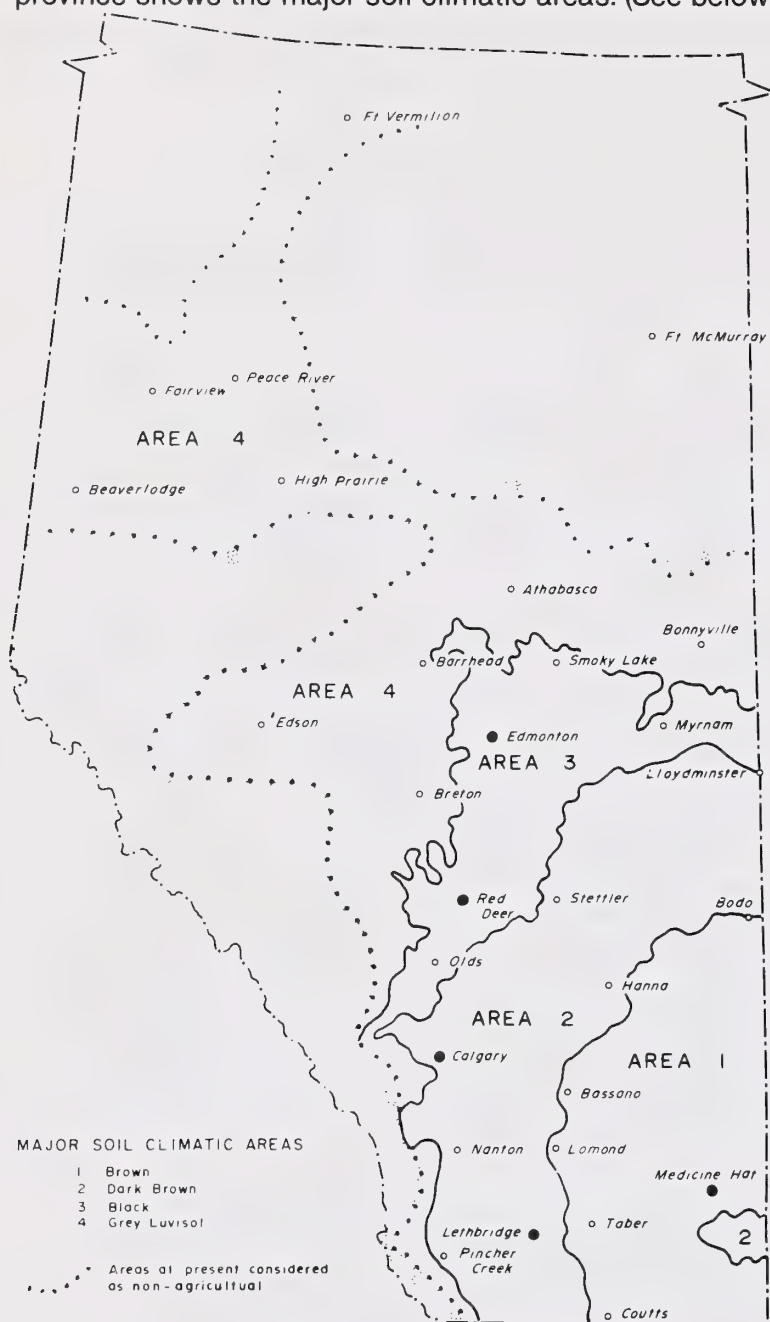 province shows the major soil climatic areas. (See below
Ft Vermilion
Ft McMurray
Peace River
Fairview
AREA 4
High Prairie
Beaverlodge
Athabasca
Bonnyville
Barrhead
Smoky Lake
AREA 4
Edson
Myrnam
Edmonton
AREA 3
Lloydminster
Breton
Red
Deer
Stettler
Bodo
Olds
Hanna
AREA 2
Calgary
AREA 1
Bassano
MAJOR SOIL CLIMATIC AREAS
1 Brown
2 Dark Brown
3 Black
4 Grey Luvisol
Nanton
Lomond
Medicine Hat
Lethbridge
Taber
2
Pincher
Creek
Areas at present considered
as non-agricultural
Coutts